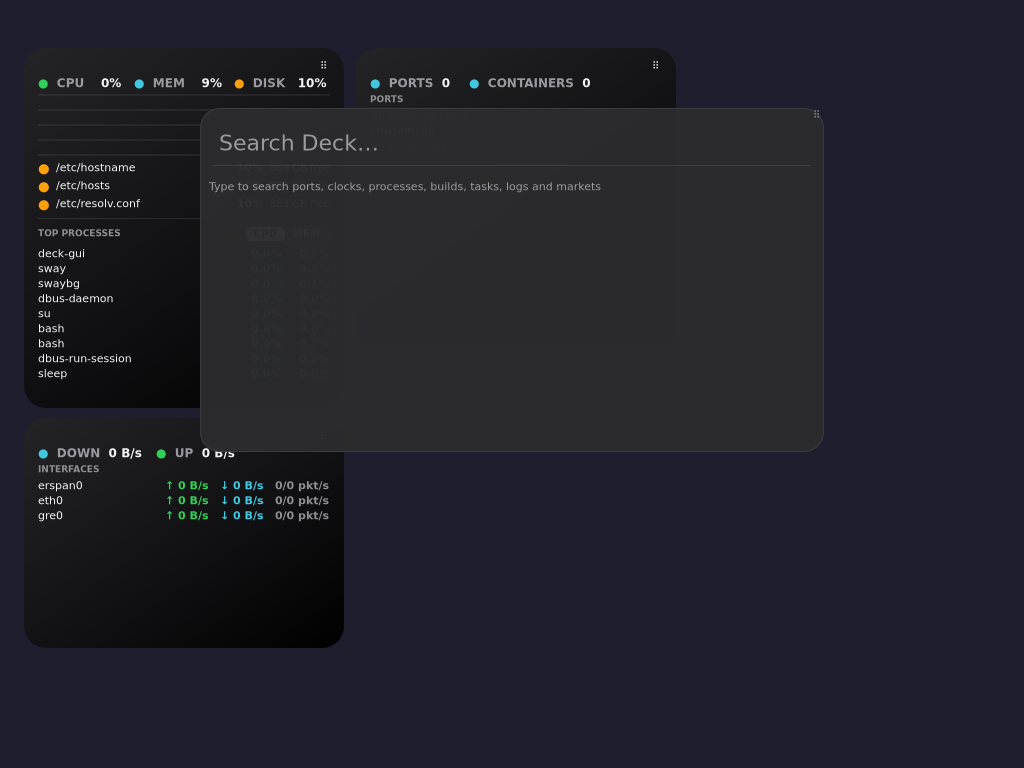 CPU 0% MEM 9% DISK 10%
PORTS 0 CONTAINERS 0
PORTS
Search Deck...
Type to search ports, clocks, processes, builds, tasks, logs and markets
/etc/hostname
/etc/hosts
/etc/resolv.conf
TOP PROCESSES
CPU MEM
deck-gui
sway
swaybg
dbus-daemon
su
bash
bash
dbus-run-session
sleep
DOWN 0 B/s UP 0 B/s
INTERFACES
erspan0 ↑ 0 B/s ↓ 0 B/s 0/0 pkt/s
eth0 ↑ 0 B/s ↓ 0 B/s 0/0 pkt/s
gre0 ↑ 0 B/s ↓ 0 B/s 0/0 pkt/s